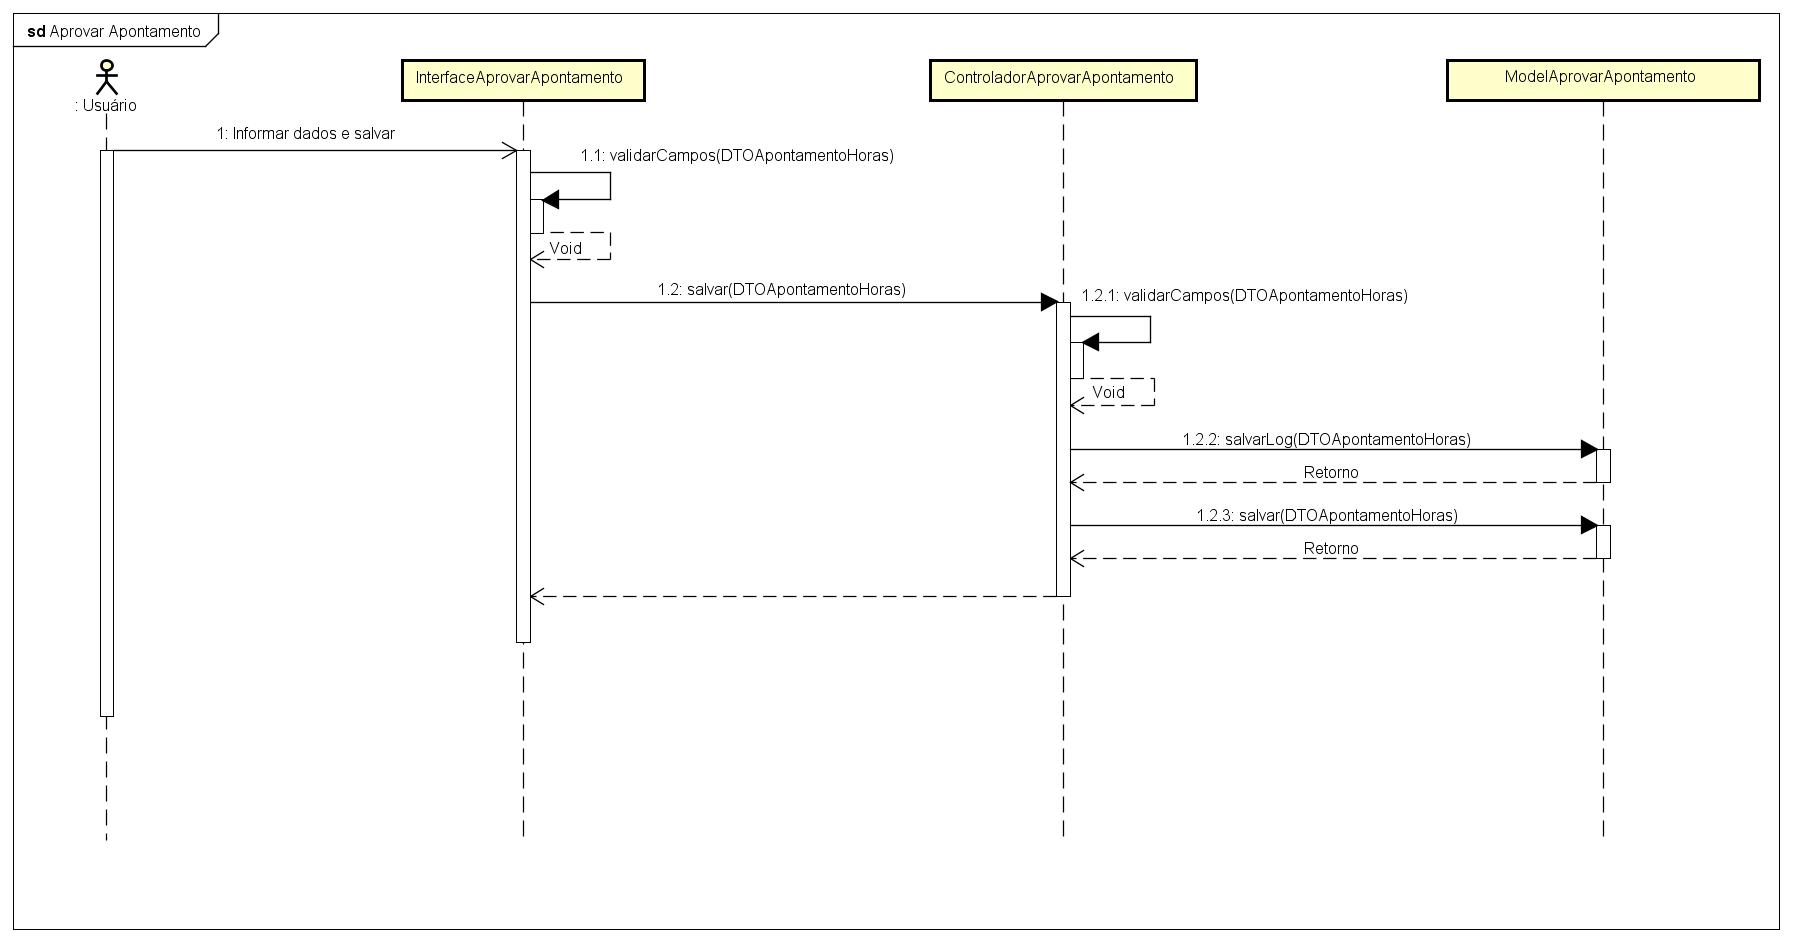 sd Aprovar Apontamento
: Usuário
InterfaceAprovarApontamento
ControladorAprovarApontamento
ModelAprovarApontamento
1: Informar dados e salvar
1.1: validarCampos(DTOApontamentoHoras)
Void
1.2: salvar(DTOApontamentoHoras)
1.2.1: validarCampos(DTOApontamentoHoras)
Void
1.2.2: salvarLog(DTOApontamentoHoras)
Retorno
1.2.3: salvar(DTOApontamentoHoras)
Retorno